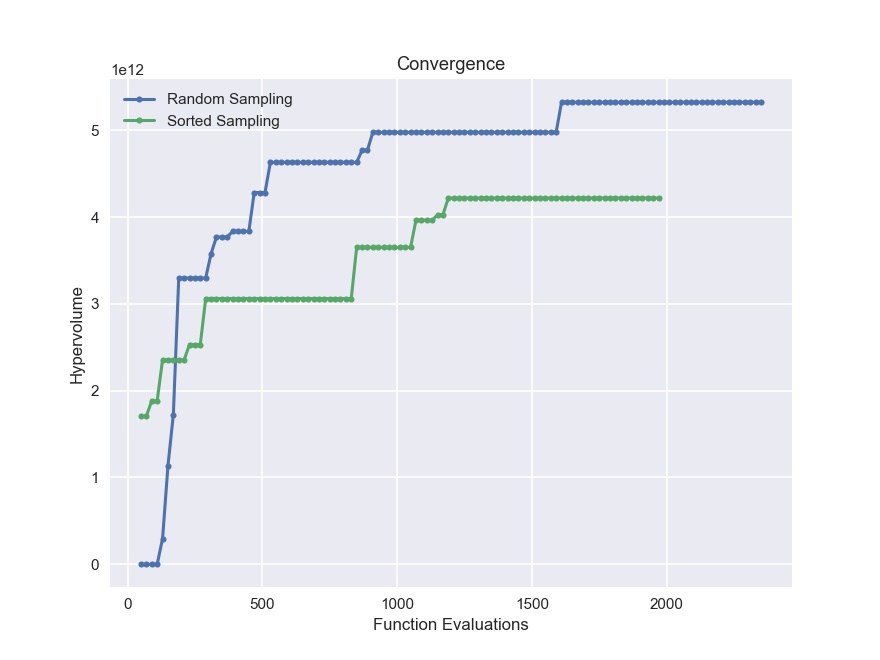 Convergence
1e12
Random Sampling
Sorted Sampling
5
4
3
2
1
0
Hypervolume
0 500 1000 1500 2000
Function Evaluations